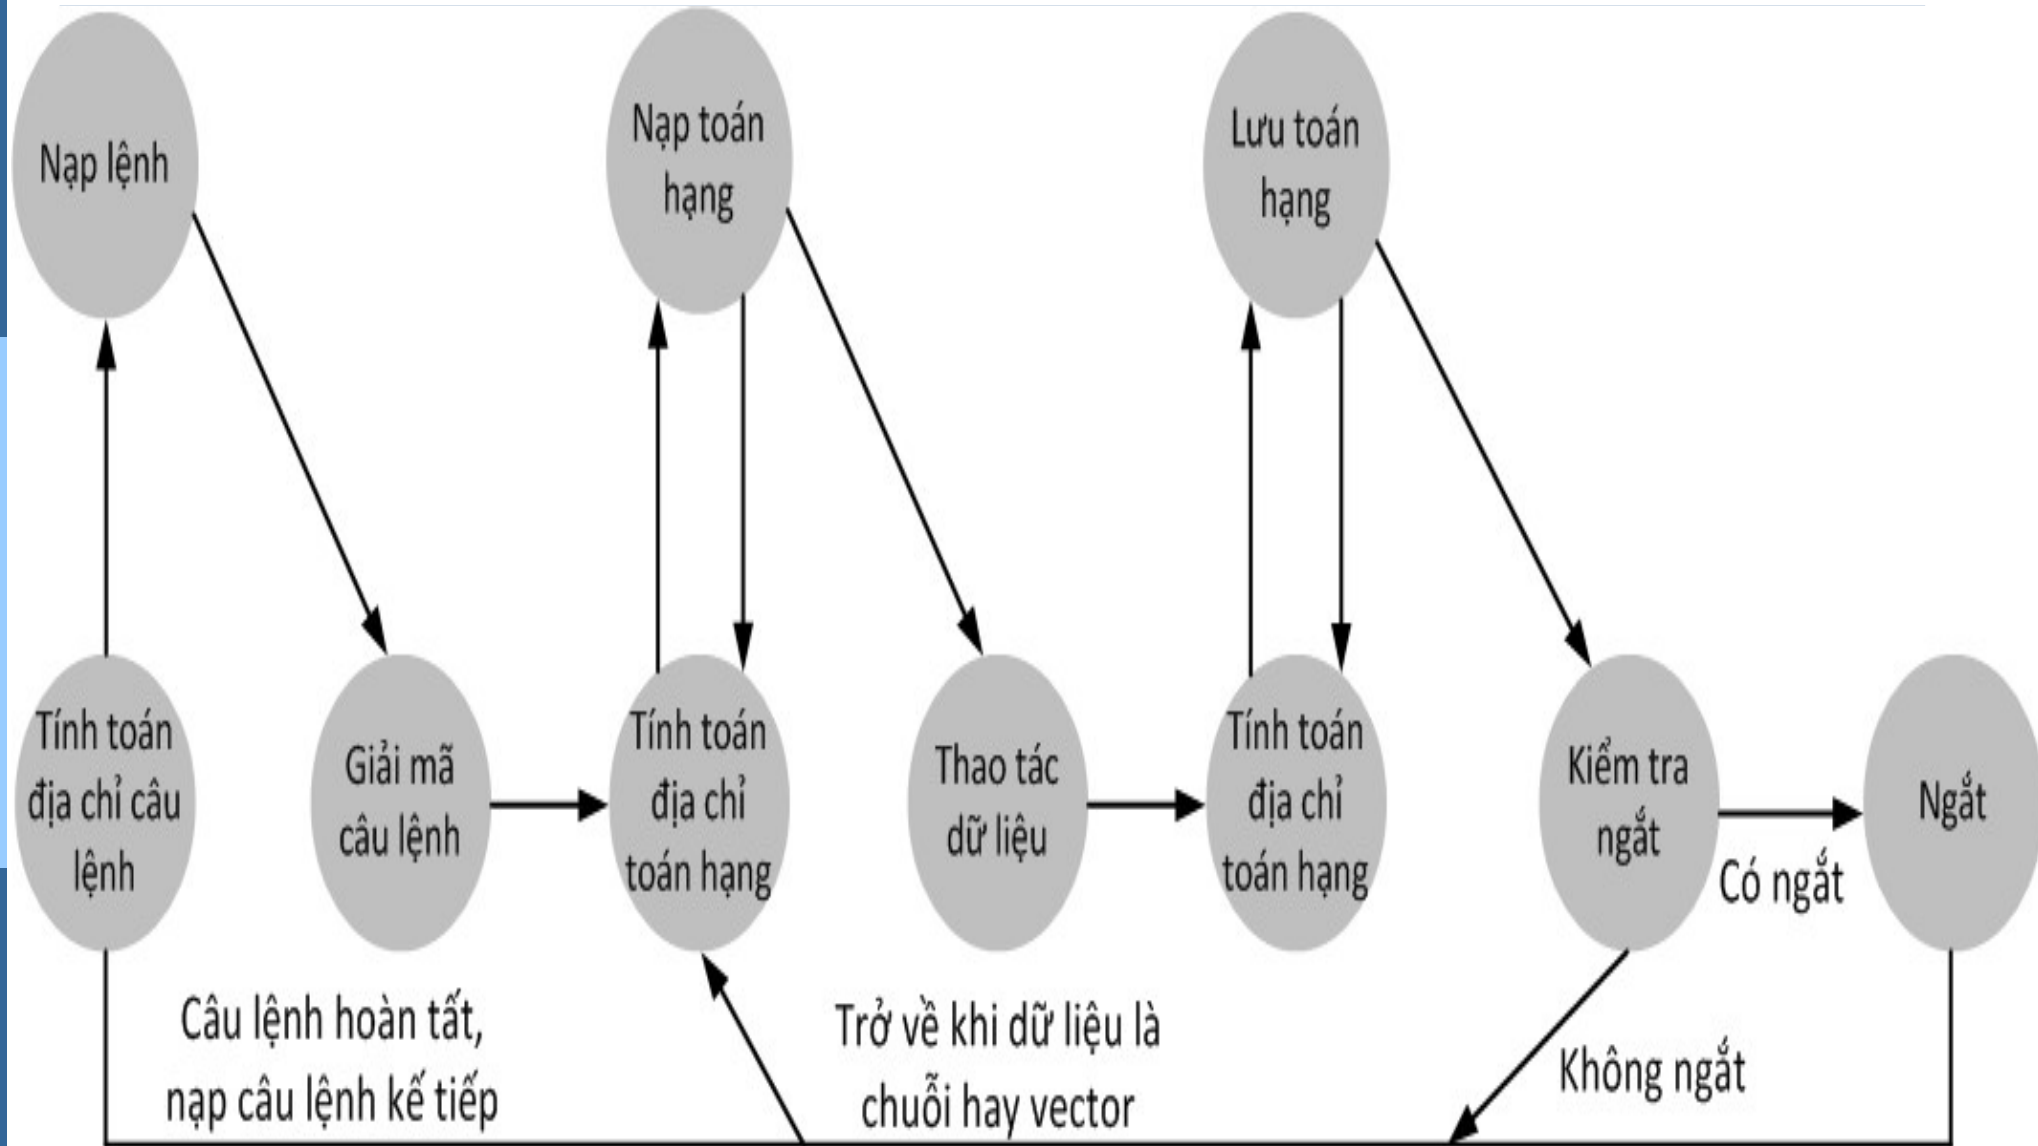 Nạp lệnh
Nạp toán
hạng
Lưu toán
hạng
Tính toán
địa chỉ câu
lệnh
Giải mã
câu lệnh
Tính toán
địa chỉ
toán hạng
Thao tác
dữ liệu
Tính toán
địa chỉ
toán hạng
Kiểm tra
ngắt
Có ngắt
Ngắt
Câu lệnh hoàn tất,
nạp câu lệnh kế tiếp
Trở về khi dữ liệu là
chuỗi hay vector
Không ngắt